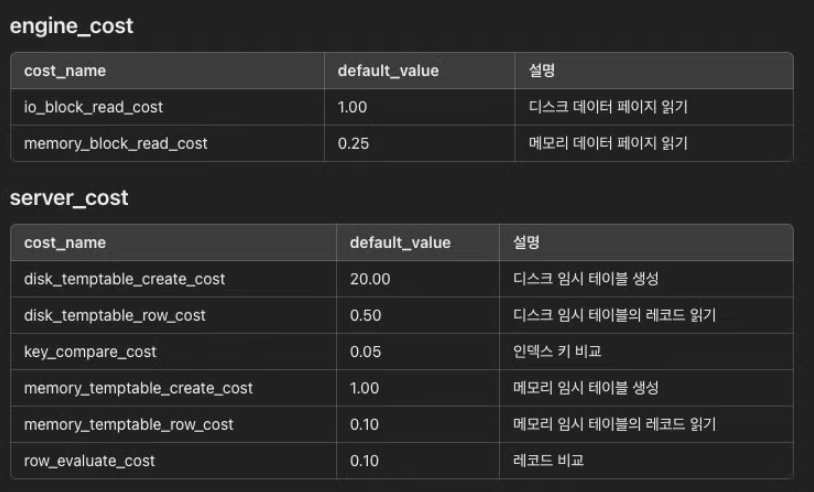 engine_cost
cost_name default_value 설명
io_block_read_cost 1.00 디스크 데이터 페이지 읽기
memory_block_read_cost 0.25 메모리 데이터 페이지 읽기
server_cost
cost_name default_value 설명
disk_temptable_create_cost 20.00 디스크 임시 테이블 생성
disk_temptable_row_cost 0.50 디스크 임시 테이블의 레코드 읽기
key_compare_cost 0.05 인덱스 키 비교
memory_temptable_create_cost 1.00 메모리 임시 테이블 생성
memory_temptable_row_cost 0.10 메모리 임시 테이블의 레코드 읽기
row_evaluate_cost 0.10 레코드 비교